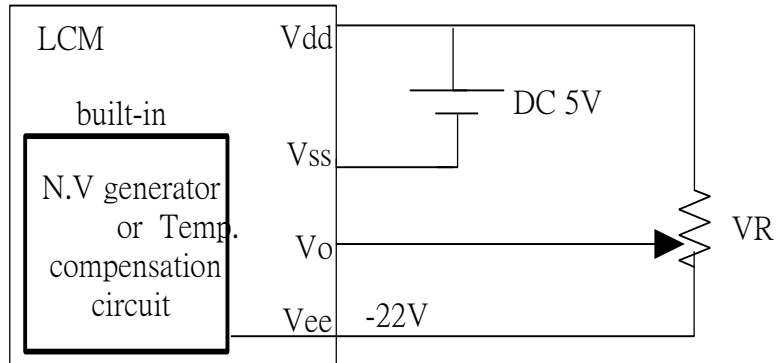 LCM
Vdd
DC 5V
built-in
Vss
N.V generator
or Temp.
compensation
circuit
Vo
VR
Vee
-22V